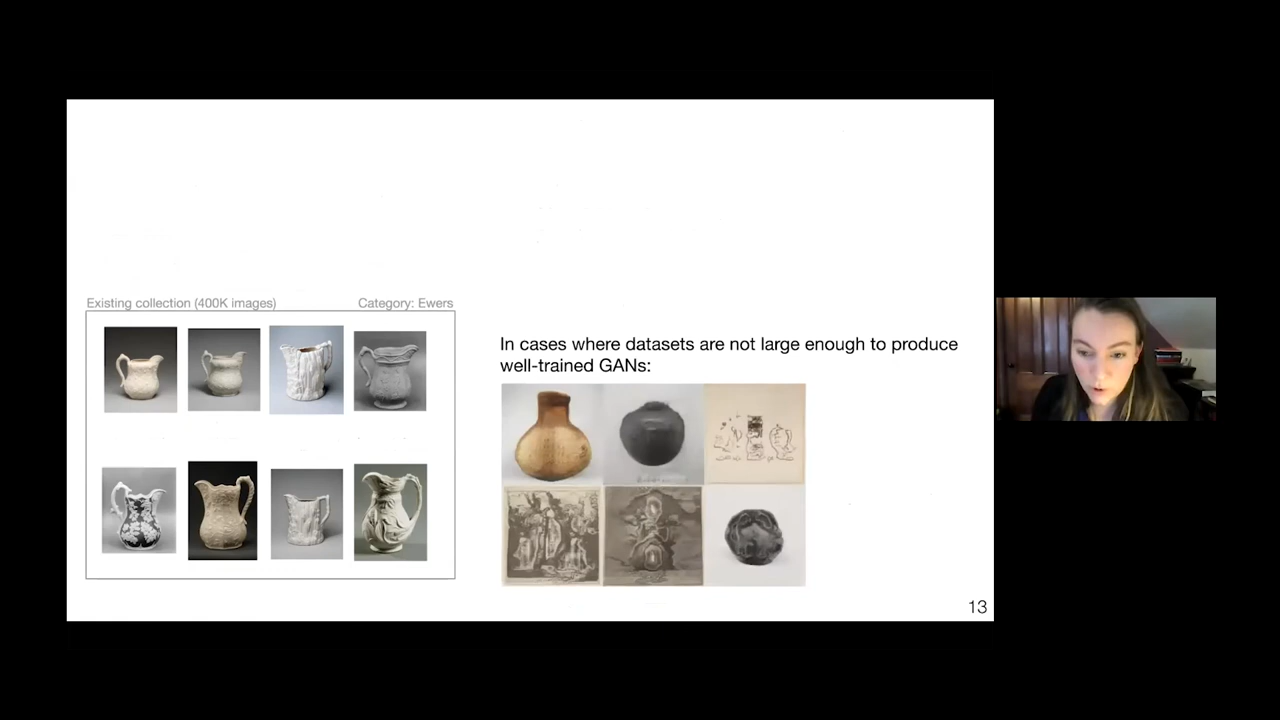 Existing collection (400K images)
Category: Ewers
In cases where datasets are not large enough to produce
well-trained GANs:
13